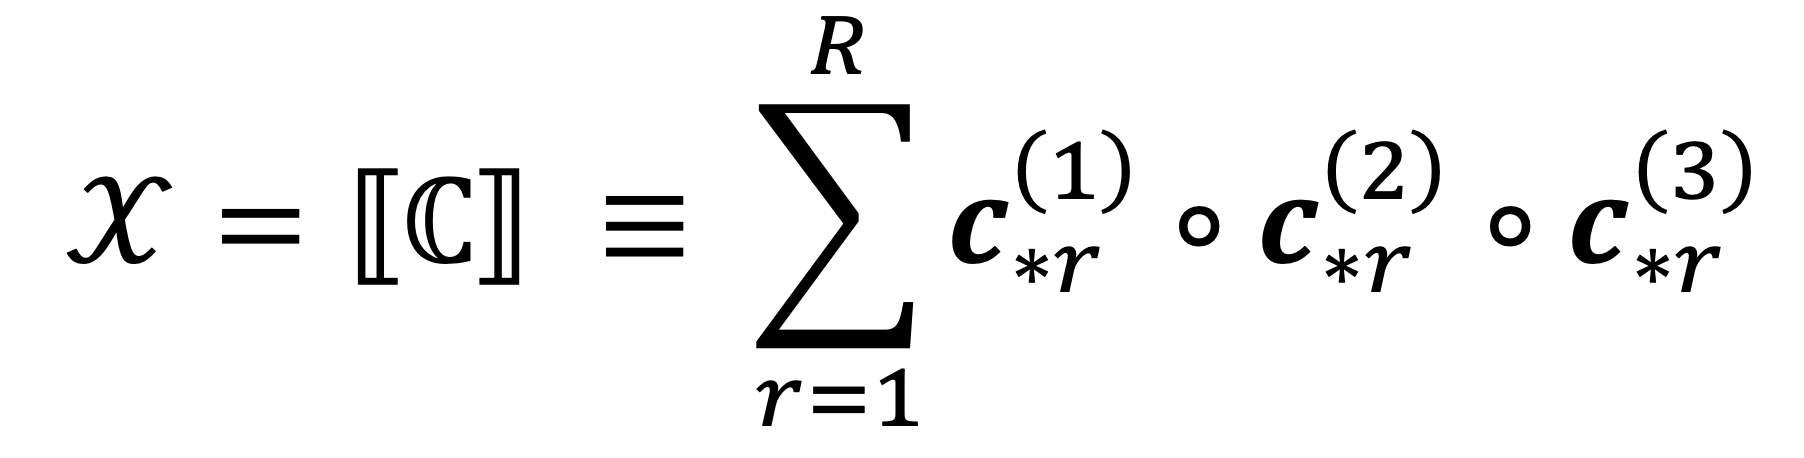 𝒳 = ⟦ℂ⟧ ≡ ∑_{r=1}^{R} 𝒄_{*r}^{(1)} ∘ 𝒄_{*r}^{(2)} ∘ 𝒄_{*r}^{(3)}